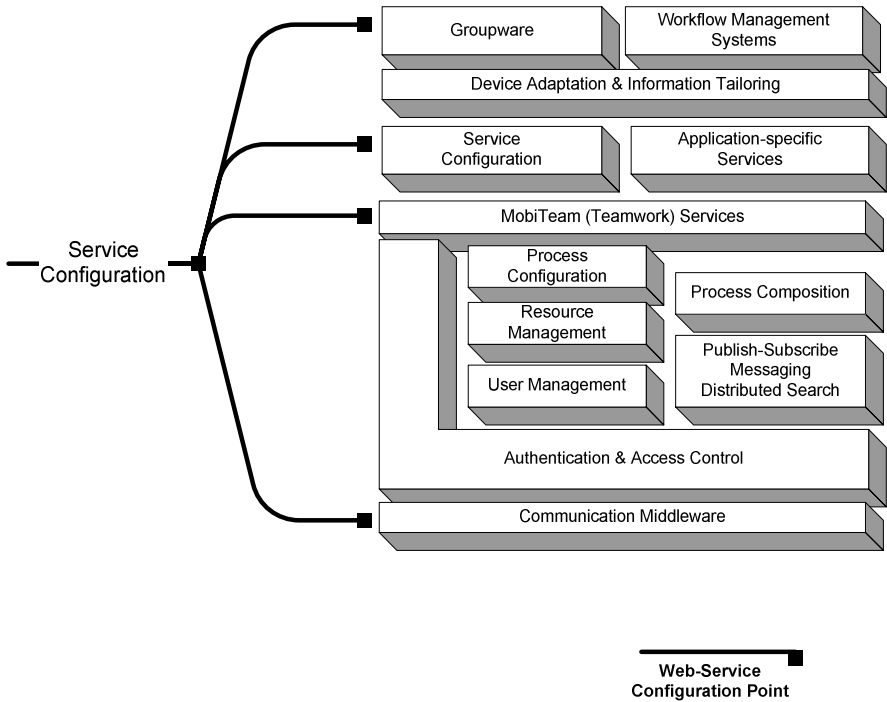 Groupware
Workflow Management
Systems
Device Adaptation & Information Tailoring
Service
Configuration
Application-specific
Services
MobiTeam (Teamwork) Services
Service
Configuration
Process
Configuration
Process Composition
Resource
Management
Publish-Subscribe
Messaging
Distributed Search
User Management
Authentication & Access Control
Communication Middleware
Web-Service
Configuration Point